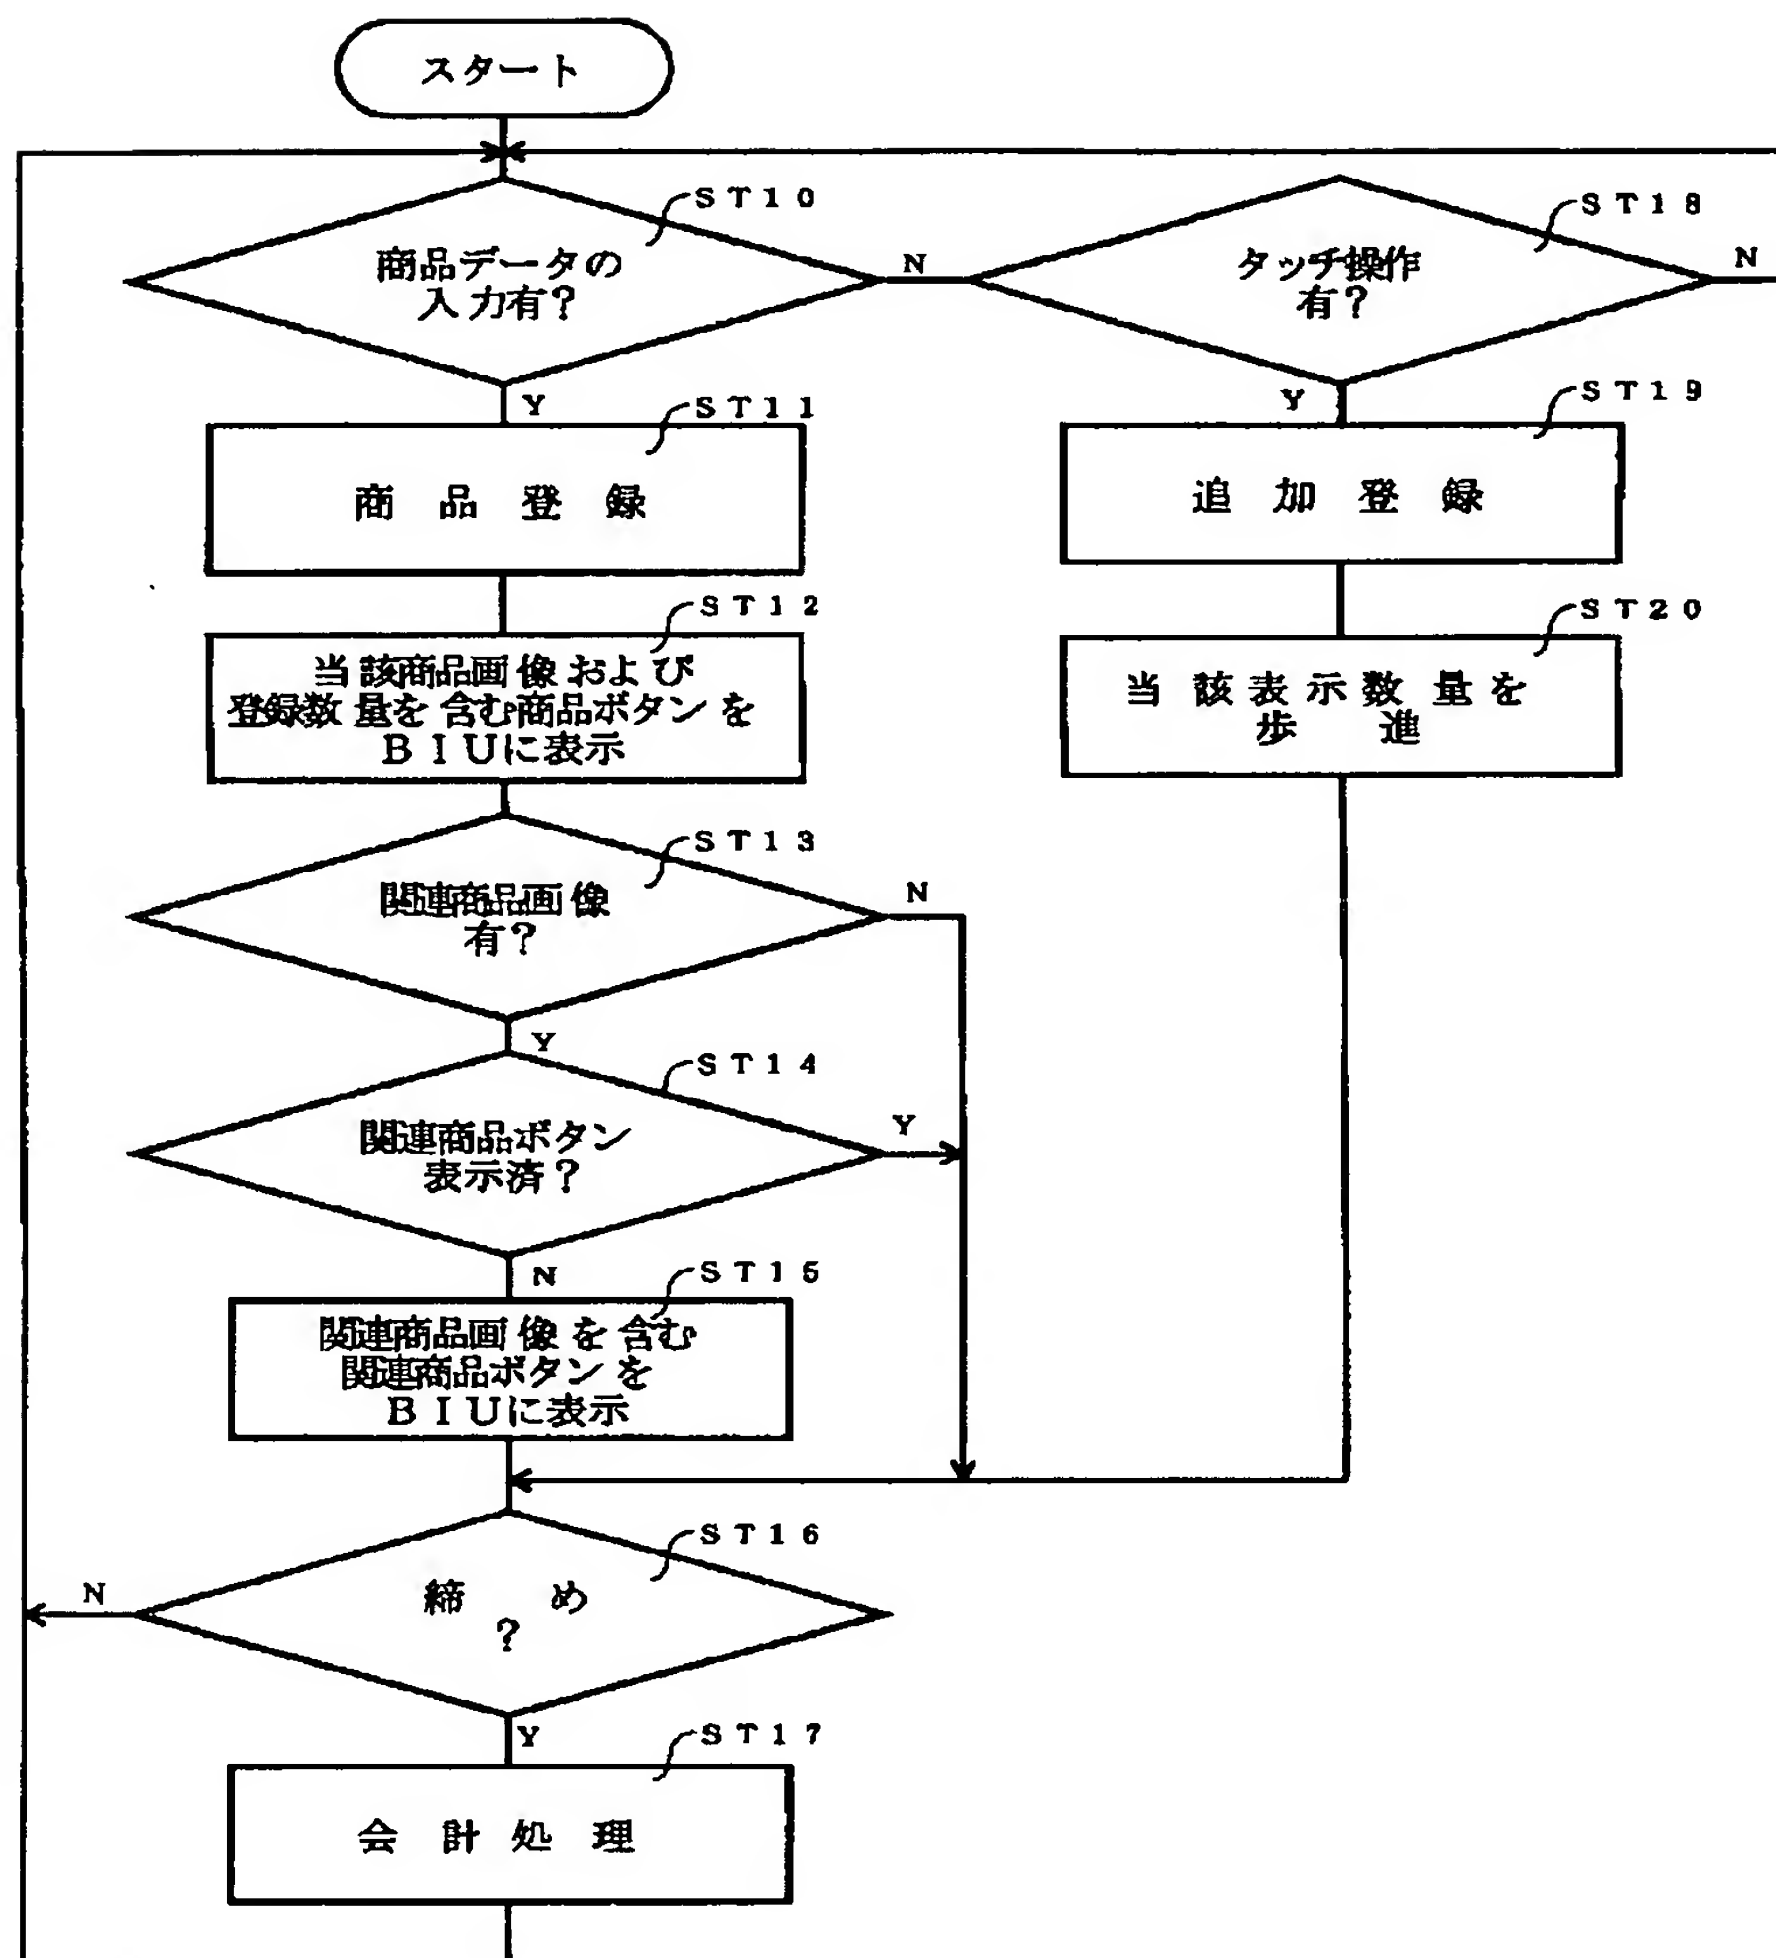 スタート
ST10
商品データの
入力有?
N
Y
ST11
商品登録
ST12
当該商品画像および
登録数量を含む商品ボタンを
BIUに表示
ST13
関連商品画像
有?
N
Y
ST14
関連商品ボタン
表示済?
Y
N
ST15
関連商品画像を含む
関連商品ボタンを
BIUに表示
ST16
締め
?
N
Y
ST17
会計処理
ST18
タッチ操作
有?
N
Y
ST19
追加登録
ST20
当該表示数量を
歩進